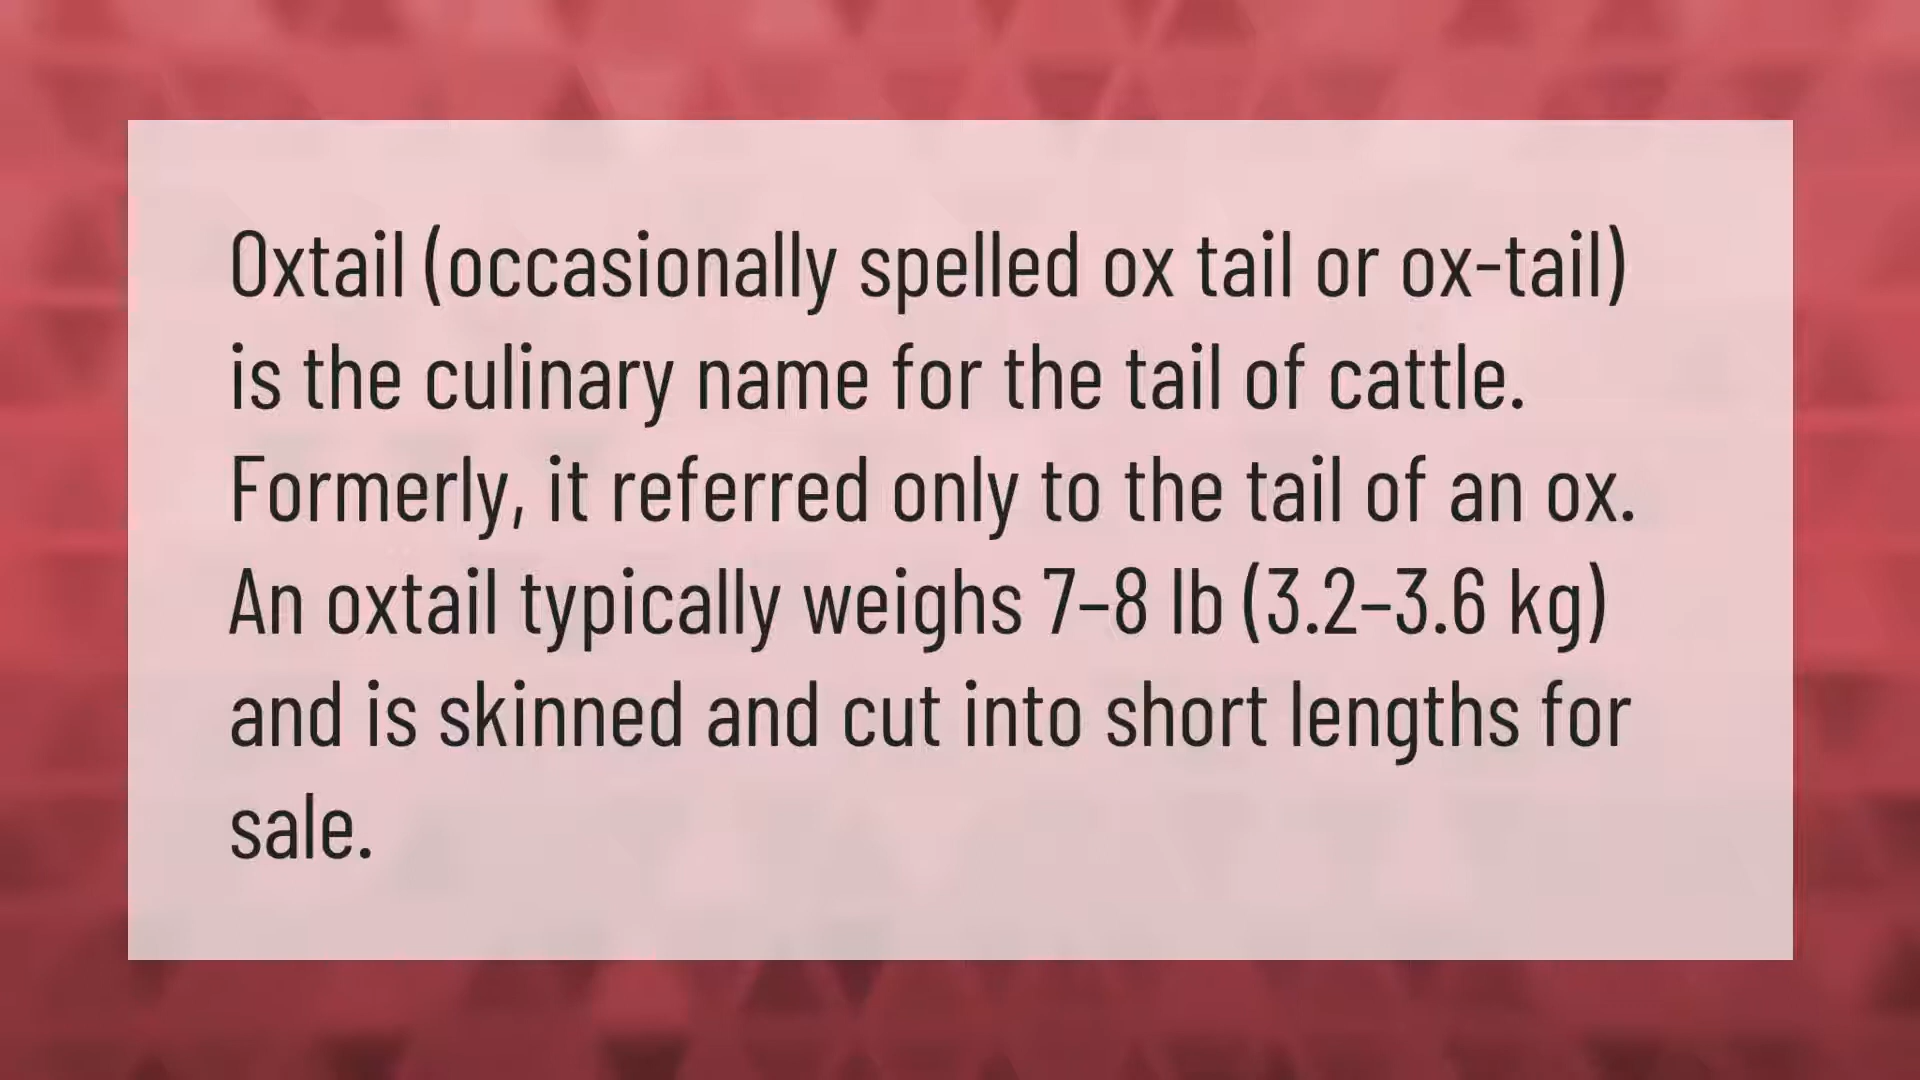 Oxtail (occasionally spelled ox tail or ox-tail)
is the culinary name for the tail of cattle.
Formerly, it referred only to the tail of an ox.
An oxtail typically weighs 7–8 lb (3.2–3.6 kg)
and is skinned and cut into short lengths for
sale.